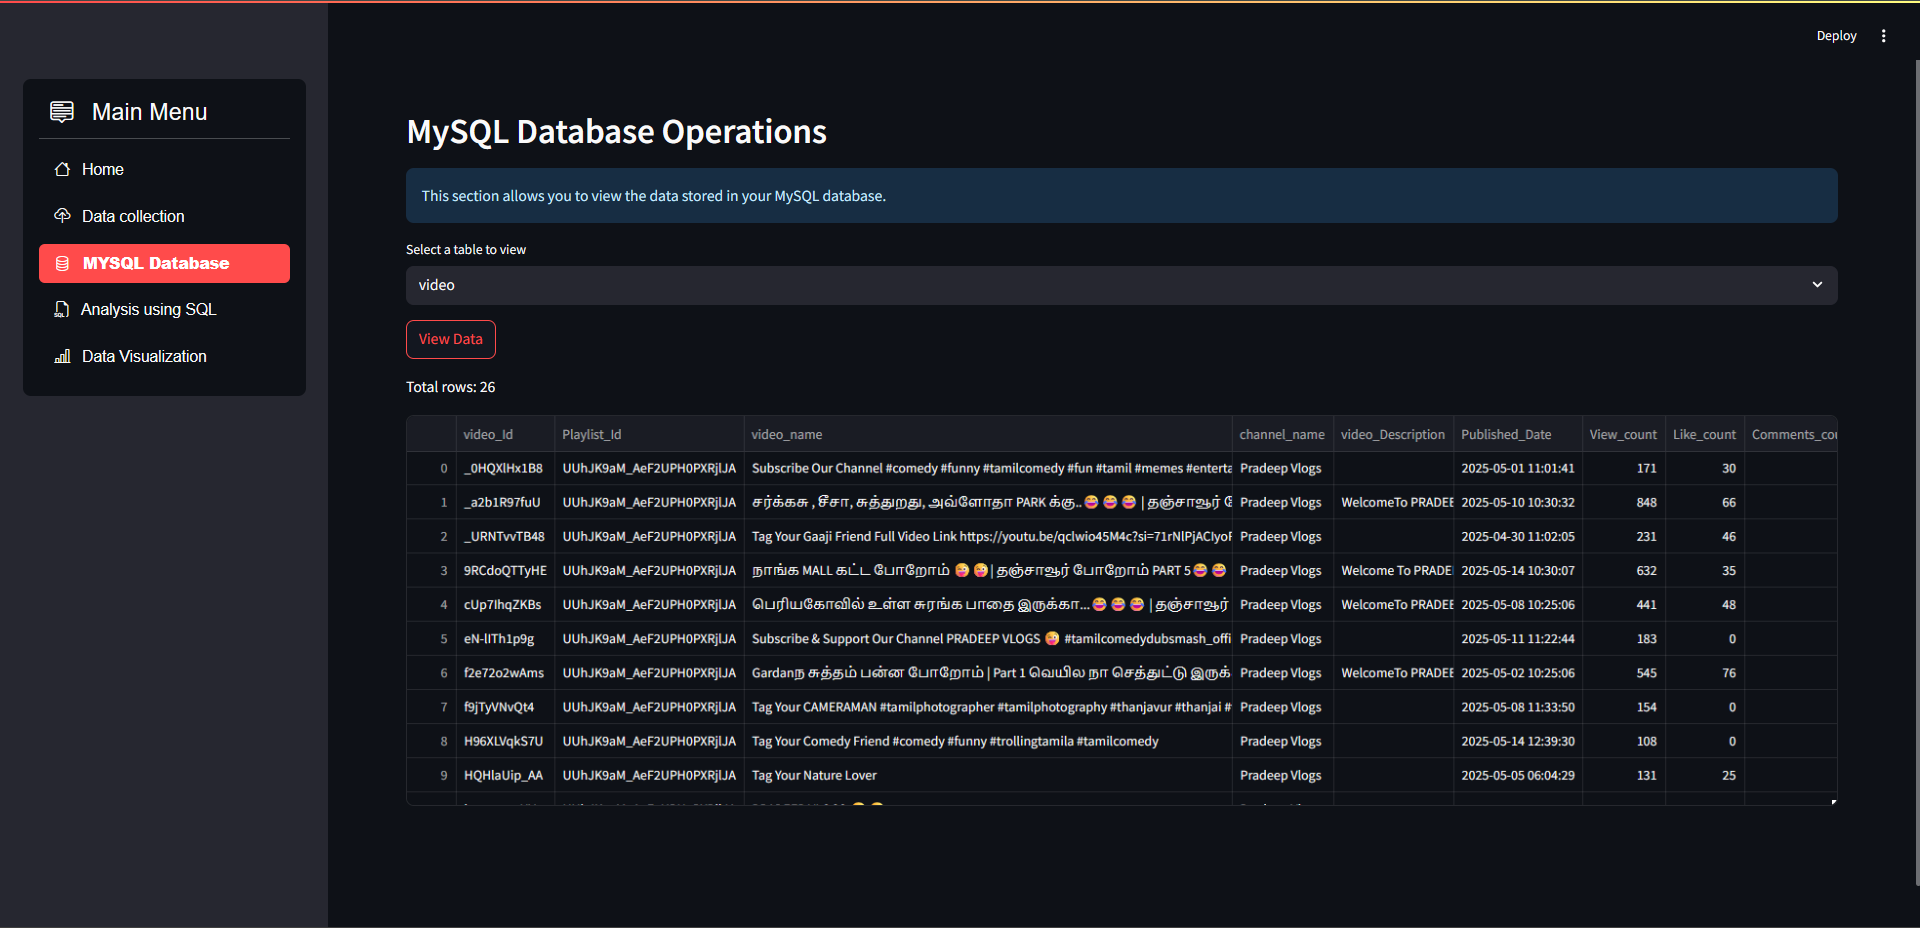 Deploy
Main Menu
Home
Data collection
MYSQL Database
Analysis using SQL
Data Visualization
MySQL Database Operations
This section allows you to view the data stored in your MySQL database.
Select a table to view
video
View Data
Total rows: 26
video_Id Playlist_Id video_name channel_name video_Description Published_Date View_count Like_count Comments_cou
0 _0HQXlHx1B8 UUhJK9aM_AeF2UPH0PXRjlJA Subscribe Our Channel #comedy #funny #tamilcomedy #fun #tamil #memes #enterta Pradeep Vlogs 2025-05-01 11:01:41 171 30
1 _a2b1R97fuU UUhJK9aM_AeF2UPH0PXRjlJA சர்க்கசு , சீசா, சுத்துறது, அவ்ளோதா PARK க்கு..😂 😂 😂 | தஞ்சாவூர் Pradeep Vlogs WelcomeTo PRADEE 2025-05-10 10:30:32 848 66
2 _URNTvvTB48 UUhJK9aM_AeF2UPH0PXRjlJA Tag Your Gaaji Friend Full Video Link https://youtu.be/qclwio45M4c?si=71rNlPjACIyoF Pradeep Vlogs 2025-04-30 11:02:05 231 46
3 9RCdoQTTyHE UUhJK9aM_AeF2UPH0PXRjlJA நாங்க MALL கட்ட போறோம் 😜 😜| தஞ்சாவூர் போறோம் PART 5😂 😂 Pradeep Vlogs Welcome To PRADE 2025-05-14 10:30:07 632 35
4 cUp7IhqZKBs UUhJK9aM_AeF2UPH0PXRjlJA பெரியகோவில் உள்ள சுரங்க பாதை இருக்கா...😂 😂 😂 | தஞ்சாவூர் Pradeep Vlogs WelcomeTo PRADEE 2025-05-08 10:25:06 441 48
5 eN-lITh1p9g UUhJK9aM_AeF2UPH0PXRjlJA Subscribe & Support Our Channel PRADEEP VLOGS 😜 #tamilcomedydubsmash_offi Pradeep Vlogs 2025-05-11 11:22:44 183 0
6 f2e72o2wAms UUhJK9aM_AeF2UPH0PXRjlJA Gardanந சுத்தம் பன்ன போறோம் | Part 1 வெயில நா செத்துட்டு இருக் Pradeep Vlogs WelcomeTo PRADEE 2025-05-02 10:25:06 545 76
7 f9jTyVNvQt4 UUhJK9aM_AeF2UPH0PXRjlJA Tag Your CAMERAMAN #tamilphotographer #tamilphotography #thanjavur #thanjai # Pradeep Vlogs 2025-05-08 11:33:50 154 0
8 H96XLVqkS7U UUhJK9aM_AeF2UPH0PXRjlJA Tag Your Comedy Friend #comedy #funny #trollingtamila #tamilcomedy Pradeep Vlogs 2025-05-14 12:39:30 108 0
9 HQHlaUip_AA UUhJK9aM_AeF2UPH0PXRjlJA Tag Your Nature Lover Pradeep Vlogs 2025-05-05 06:04:29 131 25